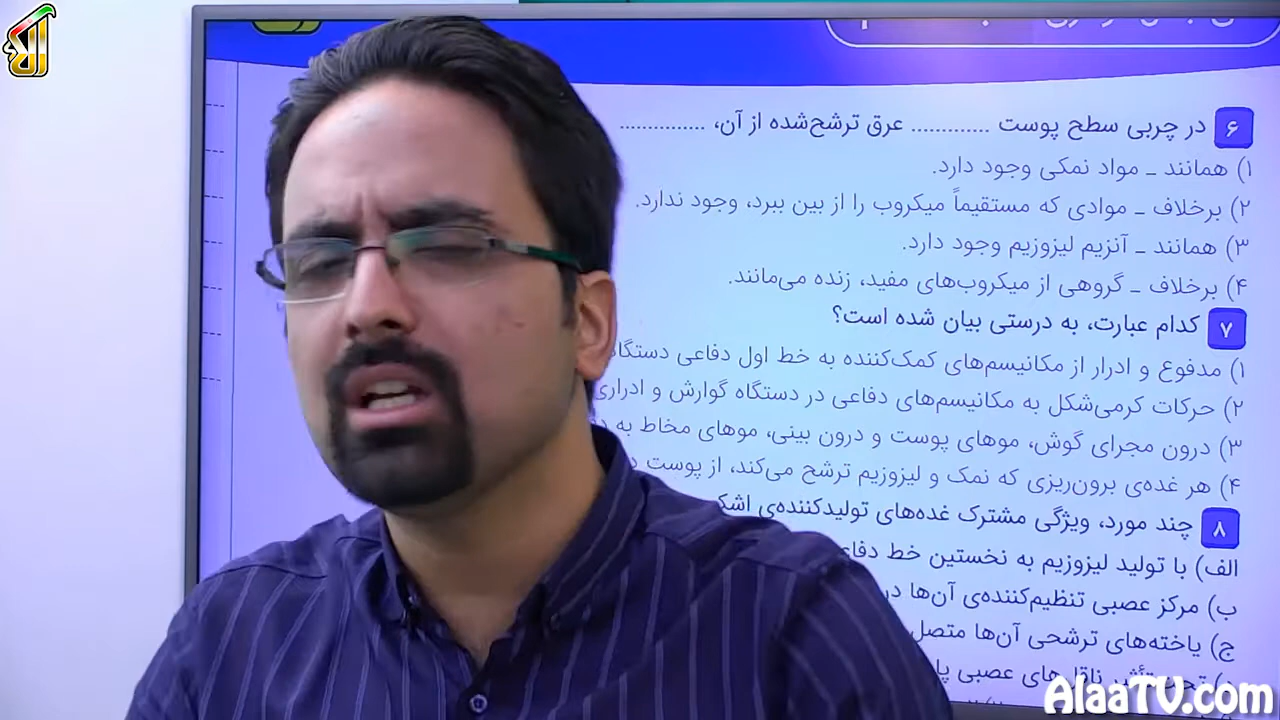 ۶ در چربی سطح پوست ............. عرق ترشح‌شده از آن، ..............
۱) همانند ـ مواد نمکی وجود دارد.
۲) برخلاف ـ موادی که مستقیماً میکروب را از بین ببرد، وجود ندارد.
۳) همانند ـ آنزیم لیزوزیم وجود دارد.
۴) برخلاف ـ گروهی از میکروب‌های مفید، زنده می‌مانند.
۷ کدام عبارت، به درستی بیان شده است؟
۱) مدفوع و ادرار از مکانیسم‌های کمک‌کننده به خط اول دفاعی دستگاه
۲) حرکات کرمی‌شکل به مکانیسم‌های دفاعی در دستگاه گوارش و ادراری
۳) درون مجرای گوش، موهای پوست و درون بینی، موهای مخاط به
۴) هر غده‌ی برون‌ریزی که نمک و لیزوزیم ترشح می‌کند، از پوست
۸ چند مورد، ویژگی مشترک غده‌های تولیدکننده‌ی اشک
الف) با تولید لیزوزیم به نخستین خط دفاعی
ب) مرکز عصبی تنظیم‌کننده‌ی آن‌ها در
ج) یاخته‌های ترشحی آن‌ها متصل
ناقل‌های عصبی
AlaaTV.com